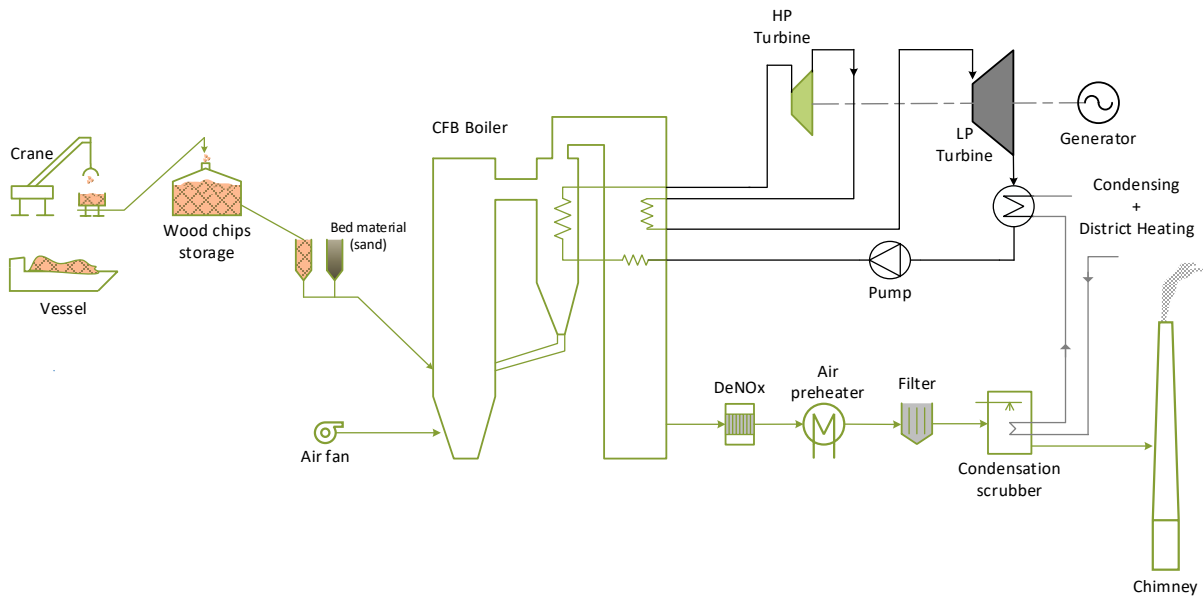 HP
Turbine
CFB Boiler
Crane
LP
Turbine
Generator
Condensing
+
District Heating
Wood chips
storage
Bed material
(sand)
Vessel
Pump
DeNOx
Air
preheater
Filter
Air fan
Condensation
scrubber
Chimney